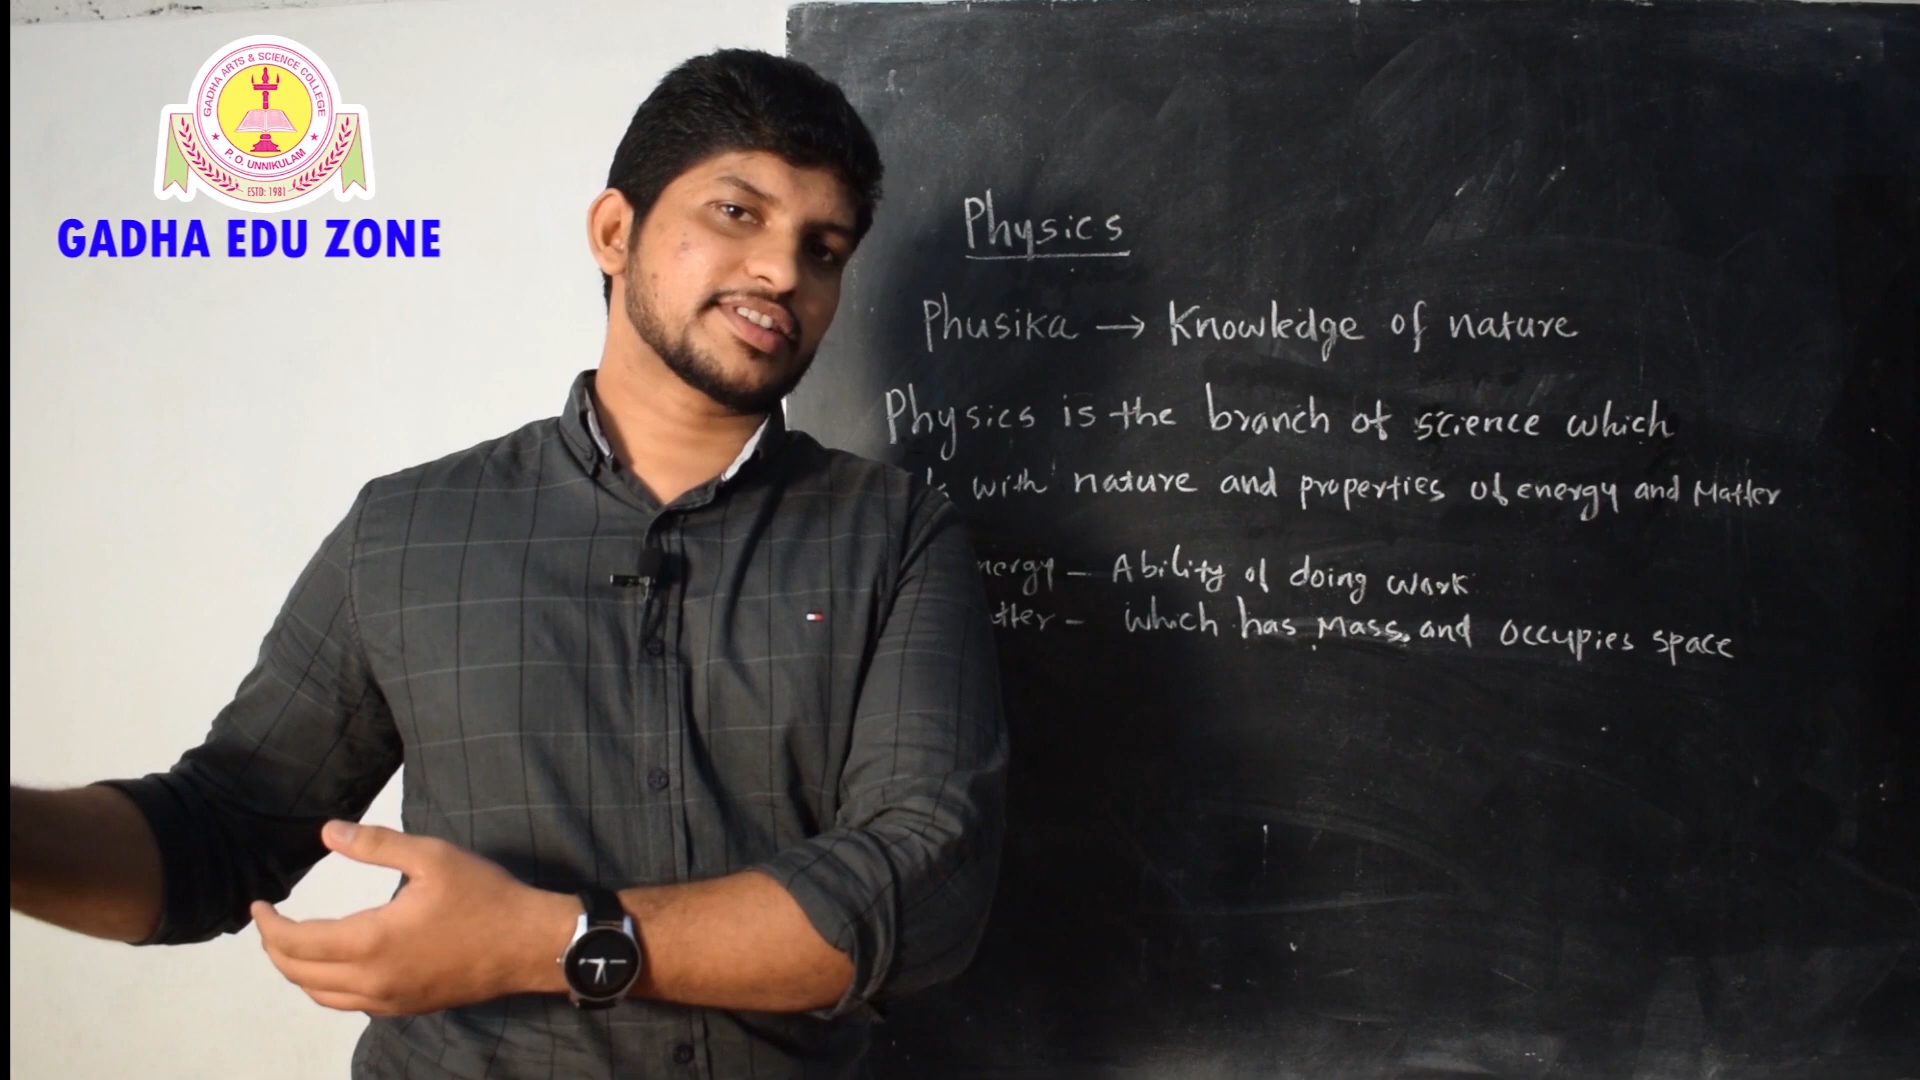 GADHA ARTS & SCIENCE COLLEGE
P. O. UNNIKULAM
ESTD: 1981
GADHA EDU ZONE
Physics
Phusika → Knowledge of nature
Physics is the branch of science which
with nature and properties of energy and Matter
nergy - Ability of doing work
tter - which has Mass, and occupies space